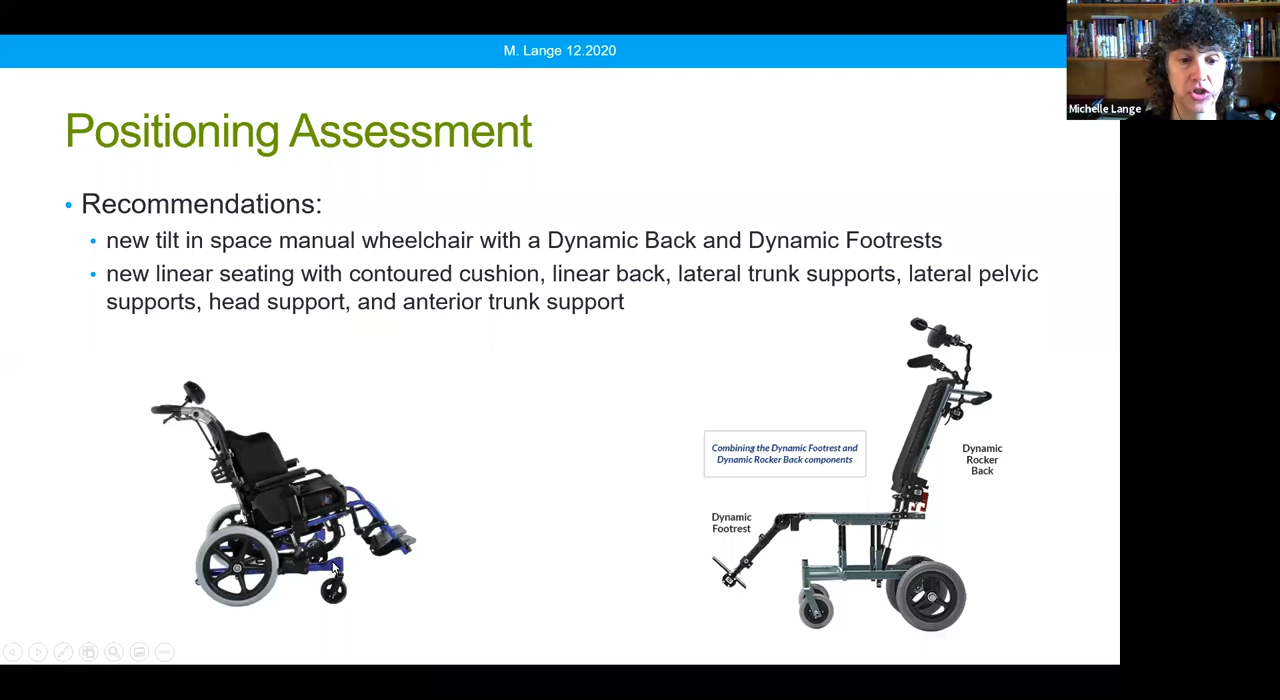 M. Lange 12.2020
Michelle Lange
Positioning Assessment
• Recommendations:
• new tilt in space manual wheelchair with a Dynamic Back and Dynamic Footrests
• new linear seating with contoured cushion, linear back, lateral trunk supports, lateral pelvic
supports, head support, and anterior trunk support
Combining the Dynamic Footrest and
Dynamic Rocker Back components
Dynamic
Rocker
Back
Dynamic
Footrest